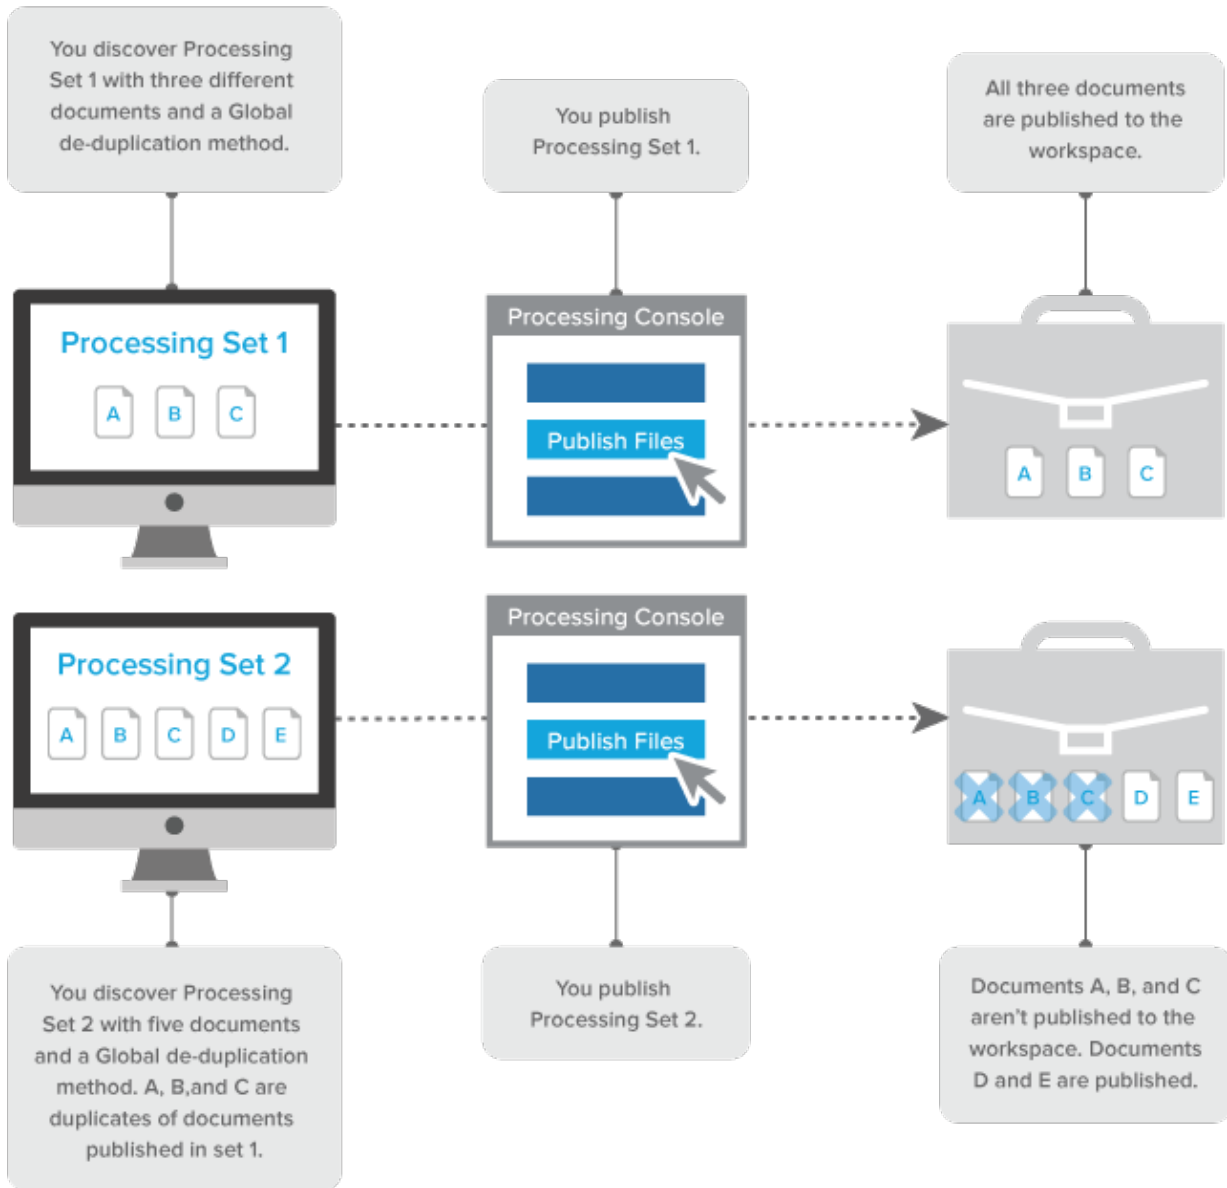 You discover Processing
Set 1 with three different
documents and a Global
de-duplication method.
You publish
Processing Set 1.
All three documents
are published to the
workspace.
Processing Set 1
A B C
Processing Console
Publish Files
A B C
Processing Set 2
A B C D E
Processing Console
Publish Files
A B C D E
You discover Processing
Set 2 with five documents
and a Global de-duplication
method. A, B,and C are
duplicates of documents
published in set 1.
You publish
Processing Set 2.
Documents A, B, and C
aren't published to the
workspace. Documents
D and E are published.